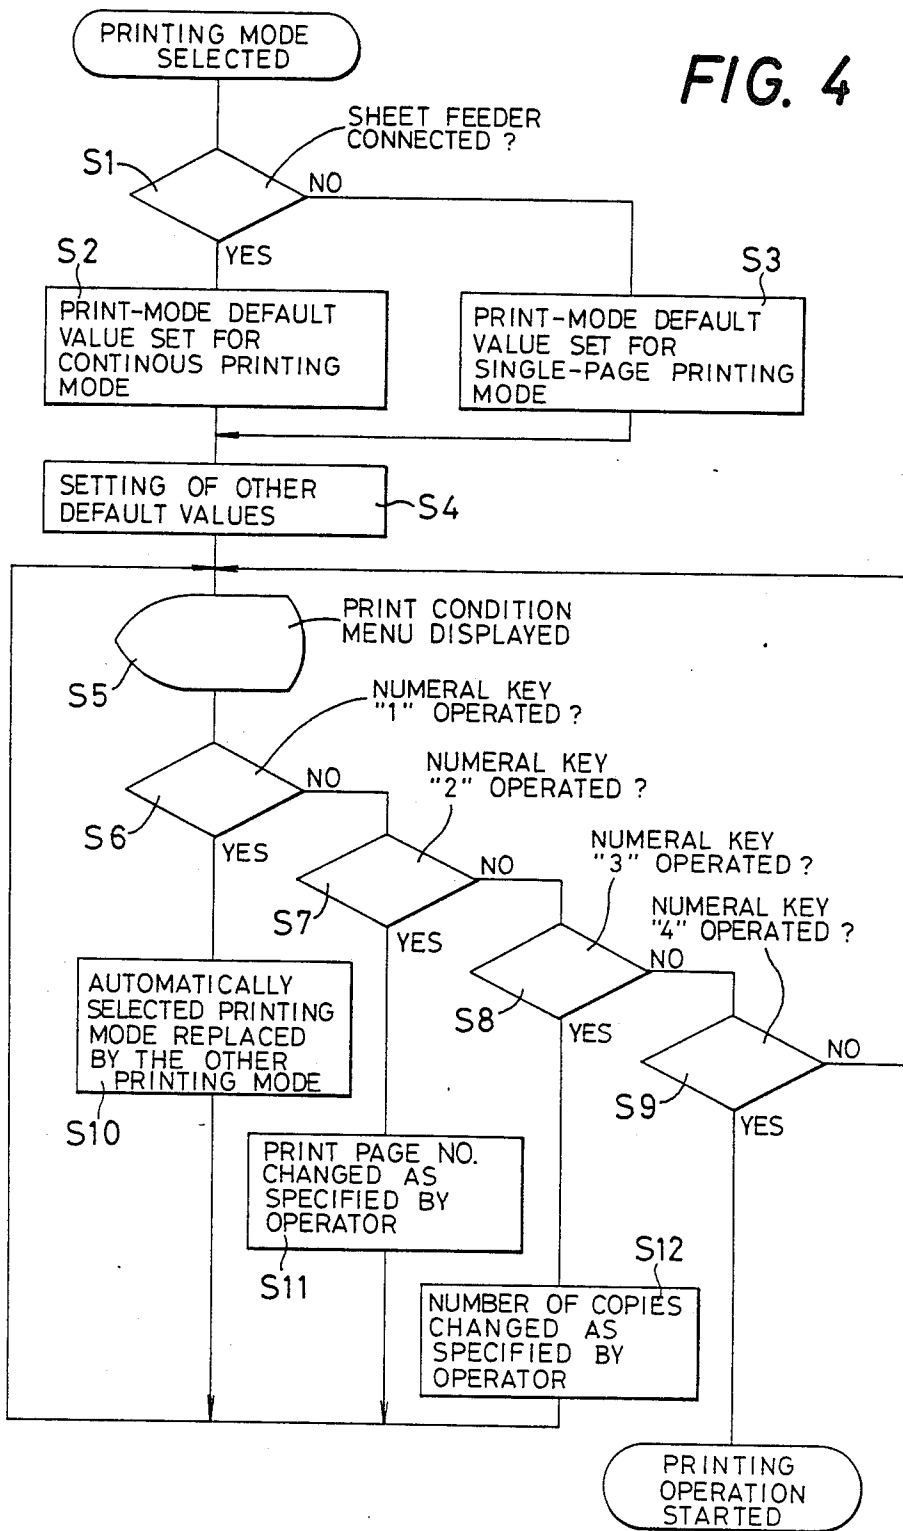 PRINTING MODE
SELECTED
FIG. 4
SHEET FEEDER
CONNECTED ?
S1
NO
YES
S2
PRINT-MODE DEFAULT
VALUE SET FOR
CONTINOUS PRINTING
MODE
S3
PRINT-MODE DEFAULT
VALUE SET FOR
SINGLE-PAGE PRINTING
MODE
SETTING OF OTHER
DEFAULT VALUES
S4
PRINT CONDITION
MENU DISPLAYED
S5
NUMERAL KEY
"1" OPERATED ?
NO
S6
YES
NUMERAL KEY
"2" OPERATED ?
NO
S7
YES
NUMERAL KEY
"3" OPERATED ?
NO
S8
YES
NUMERAL KEY
"4" OPERATED ?
NO
S9
YES
AUTOMATICALLY
SELECTED PRINTING
MODE REPLACED
BY THE OTHER
PRINTING MODE
S10
PRINT PAGE NO.
CHANGED AS
SPECIFIED BY
OPERATOR
S11
S12
NUMBER OF COPIES
CHANGED AS
SPECIFIED BY
OPERATOR
PRINTING
OPERATION
STARTED